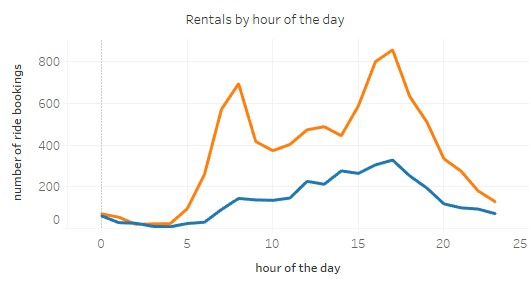 Rentals by hour of the day
number of ride bookings
800
600
400
200
0
0 5 10 15 20 25
hour of the day